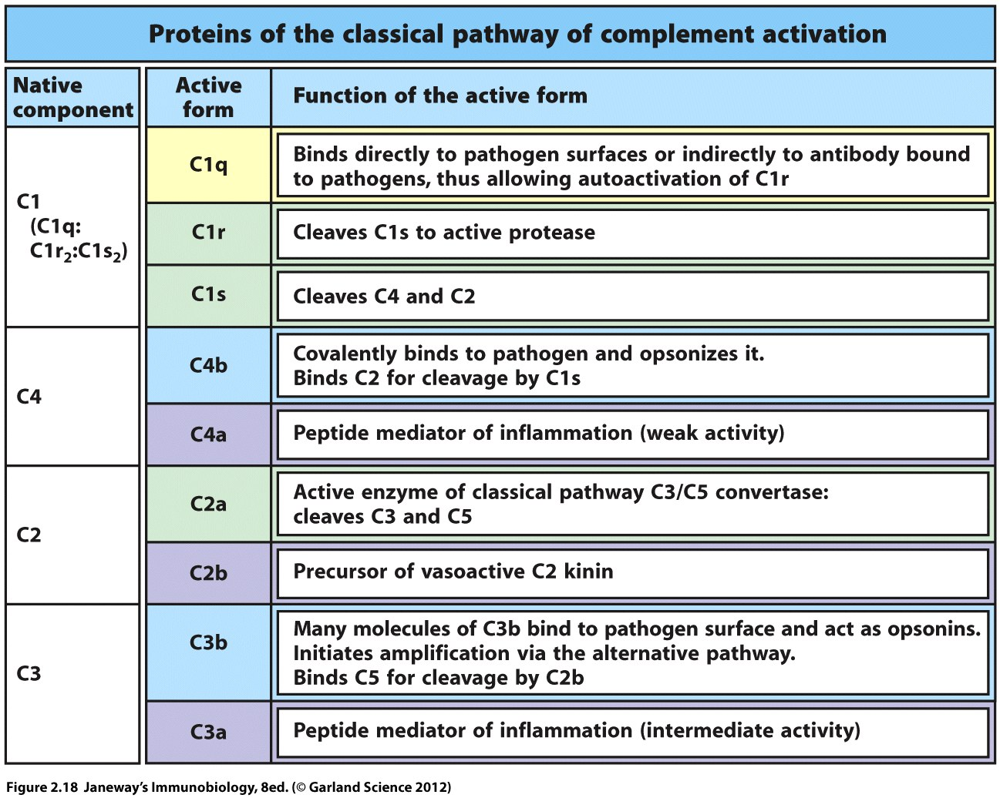 Proteins of the classical pathway of complement activation
Native
component
Active
form
Function of the active form
C1
(C1q:
C1r₂:C1s₂)
C1q
Binds directly to pathogen surfaces or indirectly to antibody bound
to pathogens, thus allowing autoactivation of C1r
C1r
Cleaves C1s to active protease
C1s
Cleaves C4 and C2
C4
C4b
Covalently binds to pathogen and opsonizes it.
Binds C2 for cleavage by C1s
C4a
Peptide mediator of inflammation (weak activity)
C2
C2a
Active enzyme of classical pathway C3/C5 convertase:
cleaves C3 and C5
C2b
Precursor of vasoactive C2 kinin
C3
C3b
Many molecules of C3b bind to pathogen surface and act as opsonins.
Initiates amplification via the alternative pathway.
Binds C5 for cleavage by C2b
C3a
Peptide mediator of inflammation (intermediate activity)
Figure 2.18 Janeway's Immunobiology, 8ed. (© Garland Science 2012)